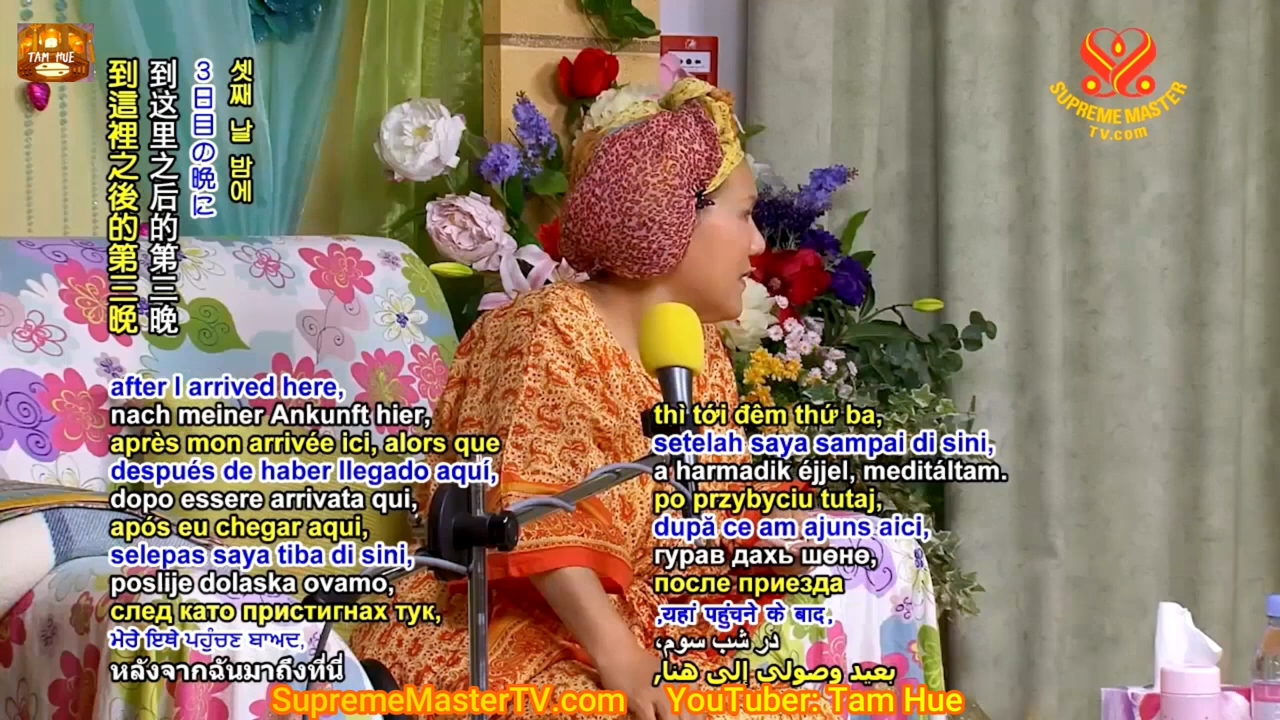 TAM HUE
셋째 날 밤에
3日目の晩に
到这里之后的第三晚
到這裡之後的第三晚
SUPREME MASTER
TV.com
after I arrived here,
nach meiner Ankunft hier,
après mon arrivée ici, alors que
después de haber llegado aquí,
dopo essere arrivata qui,
após eu chegar aqui,
selepas saya tiba di sini,
poslije dolaska ovamo,
след като пристигнах тук,
ਮੇਰੇ ਇਥੇ ਪਹੁੰਚਣ ਬਾਅਦ,
หลังจากฉันมาถึงที่นี่
thì tới đêm thứ ba,
setelah saya sampai di sini,
a harmadik éjjel, meditáltam.
po przybyciu tutaj,
după ce am ajuns aici,
гурав дахь шөнө,
после приезда
,यहां पहुंचने के बाद,
در شب سوم،
بعيد وصولي إلى هنا,
SupremeMasterTV.com
YouTuber: Tam Hue